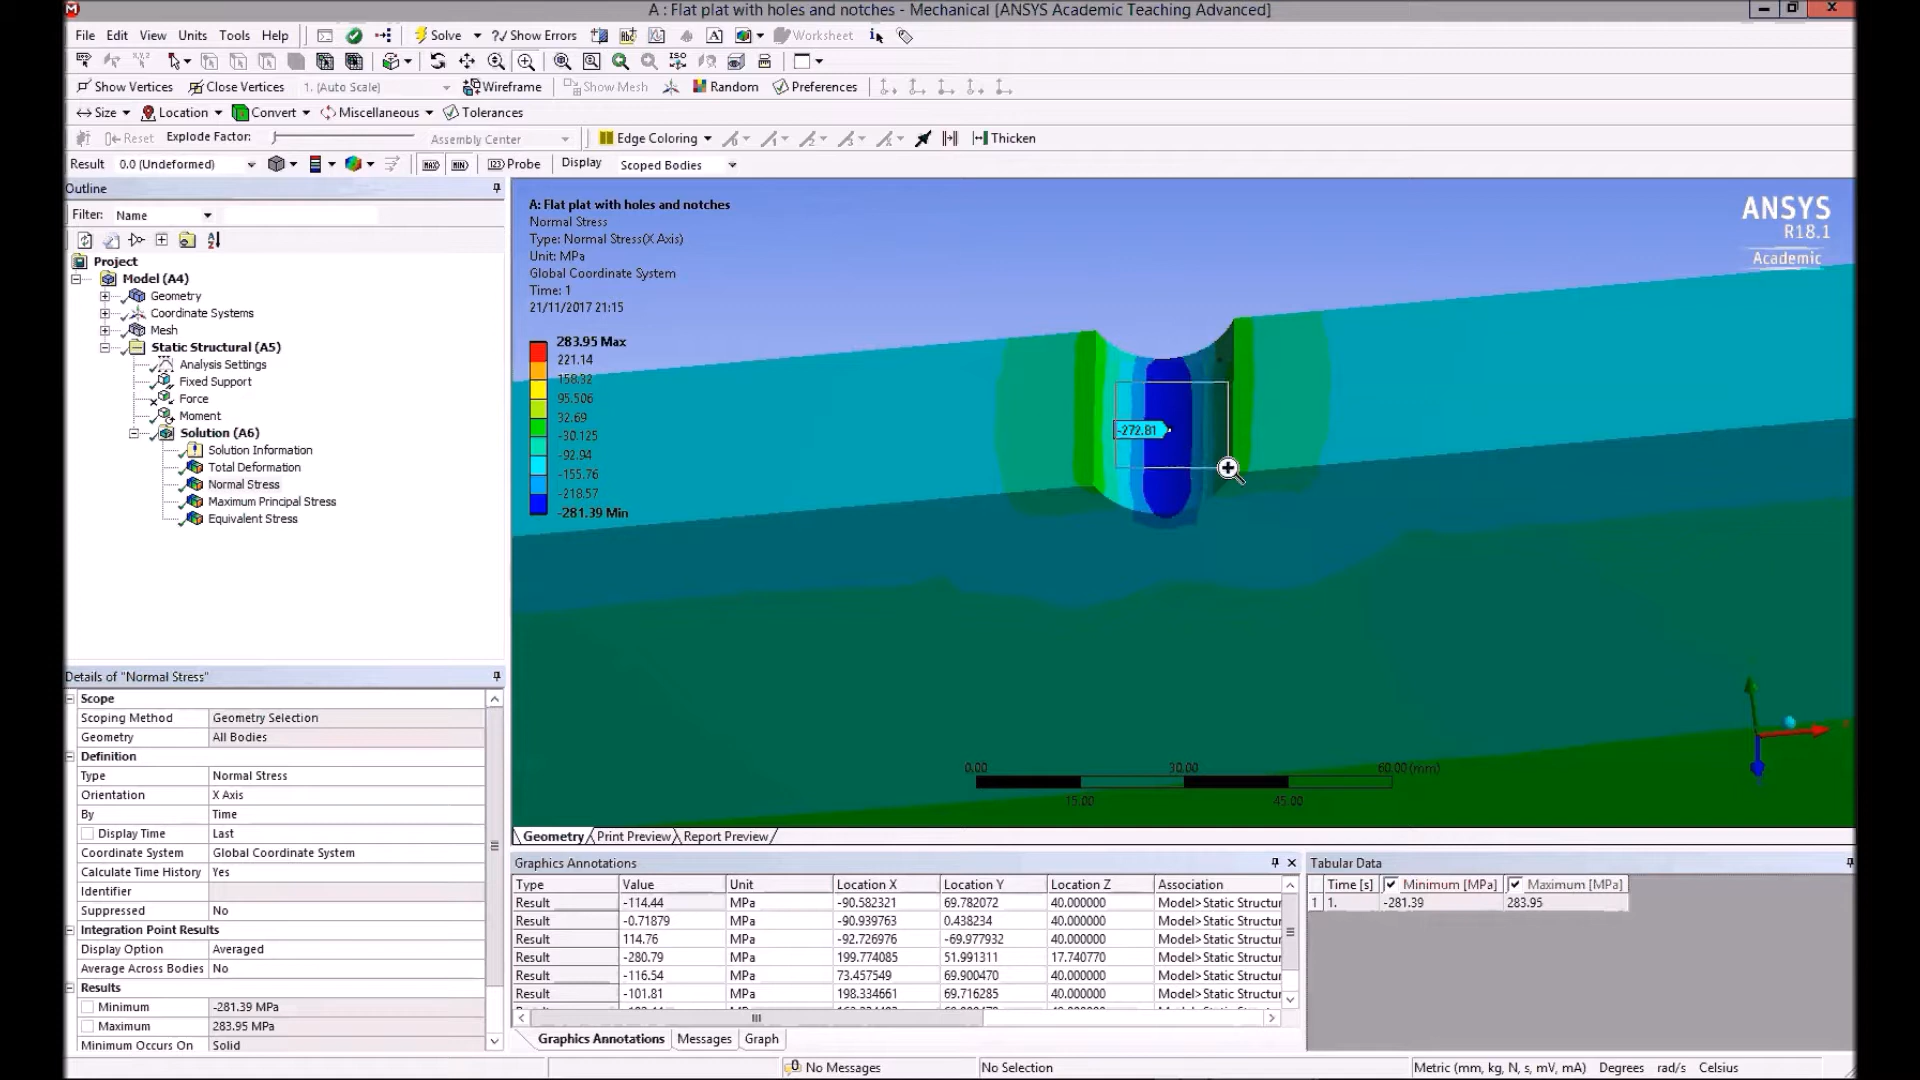 A : Flat plat with holes and notches - Mechanical [ANSYS Academic Teaching Advanced]
File Edit View Units Tools Help Solve ?/ Show Errors Worksheet
Show Vertices Close Vertices 1. (Auto Scale) Wireframe Show Mesh Random Preferences
Size Location Convert Miscellaneous Tolerances
Reset Explode Factor: Assembly Center Edge Coloring Thicken
Result 0.0 (Undeformed) MAX MIN Probe Display Scoped Bodies
Outline
Filter: Name
Project
Model (A4)
Geometry
Coordinate Systems
Mesh
Static Structural (A5)
Analysis Settings
Fixed Support
Force
Moment
Solution (A6)
Solution Information
Total Deformation
Normal Stress
Maximum Principal Stress
Equivalent Stress
Details of "Normal Stress"
Scope
Scoping Method Geometry Selection
Geometry All Bodies
Definition
Type Normal Stress
Orientation X Axis
By Time
Display Time Last
Coordinate System Global Coordinate System
Calculate Time History Yes
Identifier
Suppressed No
Integration Point Results
Display Option Averaged
Average Across Bodies No
Results
Minimum -281.39 MPa
Maximum 283.95 MPa
Minimum Occurs On Solid
A: Flat plat with holes and notches
Normal Stress
Type: Normal Stress(X Axis)
Unit: MPa
Global Coordinate System
Time: 1
21/11/2017 21:15
283.95 Max
221.14
158.32
95.506
32.69
-30.125
-92.94
-155.76
-218.57
-281.39 Min
ANSYS
R18.1
Academic
-272.81
0.00 30.00 60.00 (mm)
15.00 45.00
Geometry Print Preview Report Preview
Graphics Annotations
Type Value Unit Location X Location Y Location Z Association
Result -114.44 MPa -90.582321 69.782072 40.000000 Model>Static Structur
Result -0.71879 MPa -90.939763 0.438234 40.000000 Model>Static Structur
Result 114.76 MPa -92.726976 -69.977932 40.000000 Model>Static Structur
Result -280.79 MPa 199.774085 51.991311 17.740770 Model>Static Structur
Result -116.54 MPa 73.457549 69.900470 40.000000 Model>Static Structur
Result -101.81 MPa 198.334661 69.716285 40.000000 Model>Static Structur
Graphics Annotations Messages Graph
Tabular Data
Time [s] Minimum [MPa] Maximum [MPa]
1 1. -281.39 283.95
0 No Messages No Selection Metric (mm, kg, N, s, mV, mA) Degrees rad/s Celsius